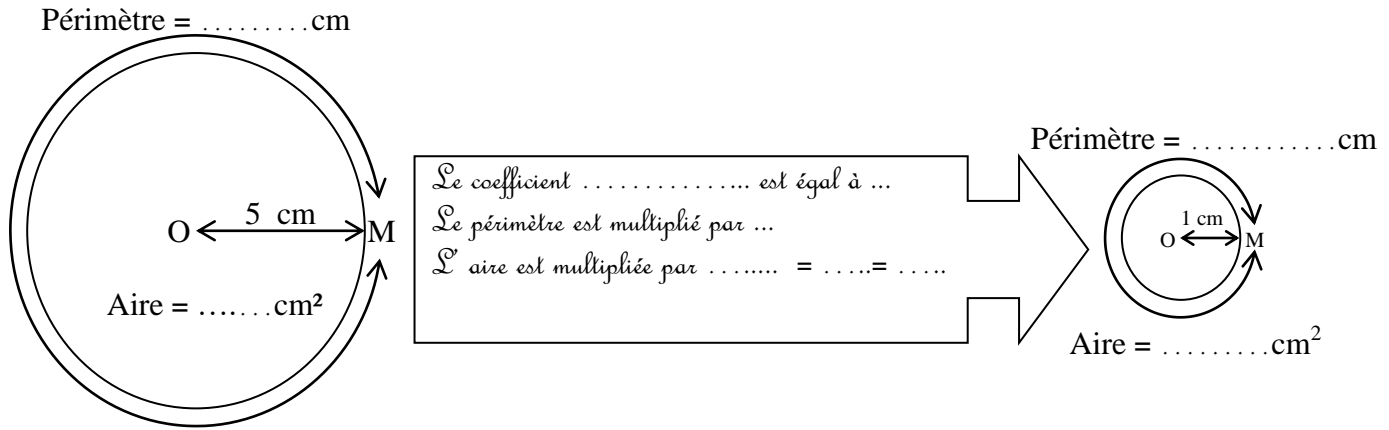 Périmètre = .........cm
O 5 cm M
Aire = .......cm²
Le coefficient ................ est égal à ...
Le périmètre est multiplié par ...
L' aire est multipliée par ........ = .....= .....
Périmètre = ............cm
1 cm
O M
Aire = .........cm²